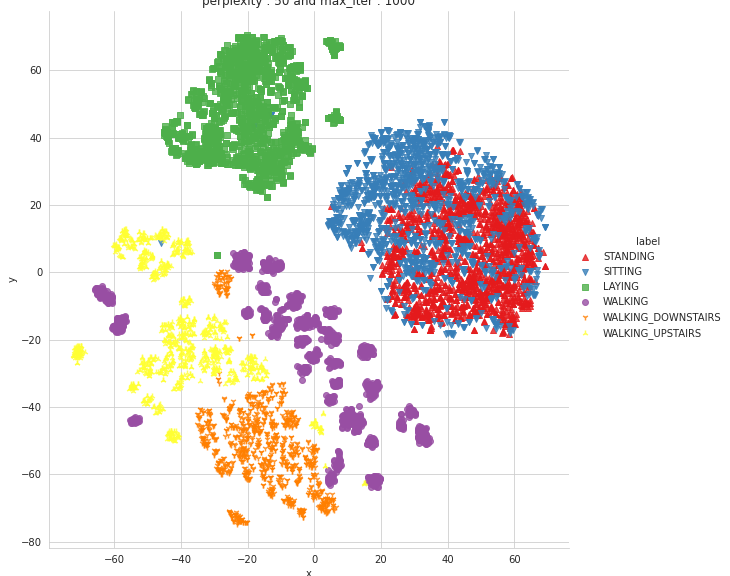 perplexity : 50 and max_iter : 1000
60
40
20
0
−20
−40
−60
−80
y
−60
−40
−20
0
20
40
60
x
label
STANDING
SITTING
LAYING
WALKING
WALKING_DOWNSTAIRS
WALKING_UPSTAIRS